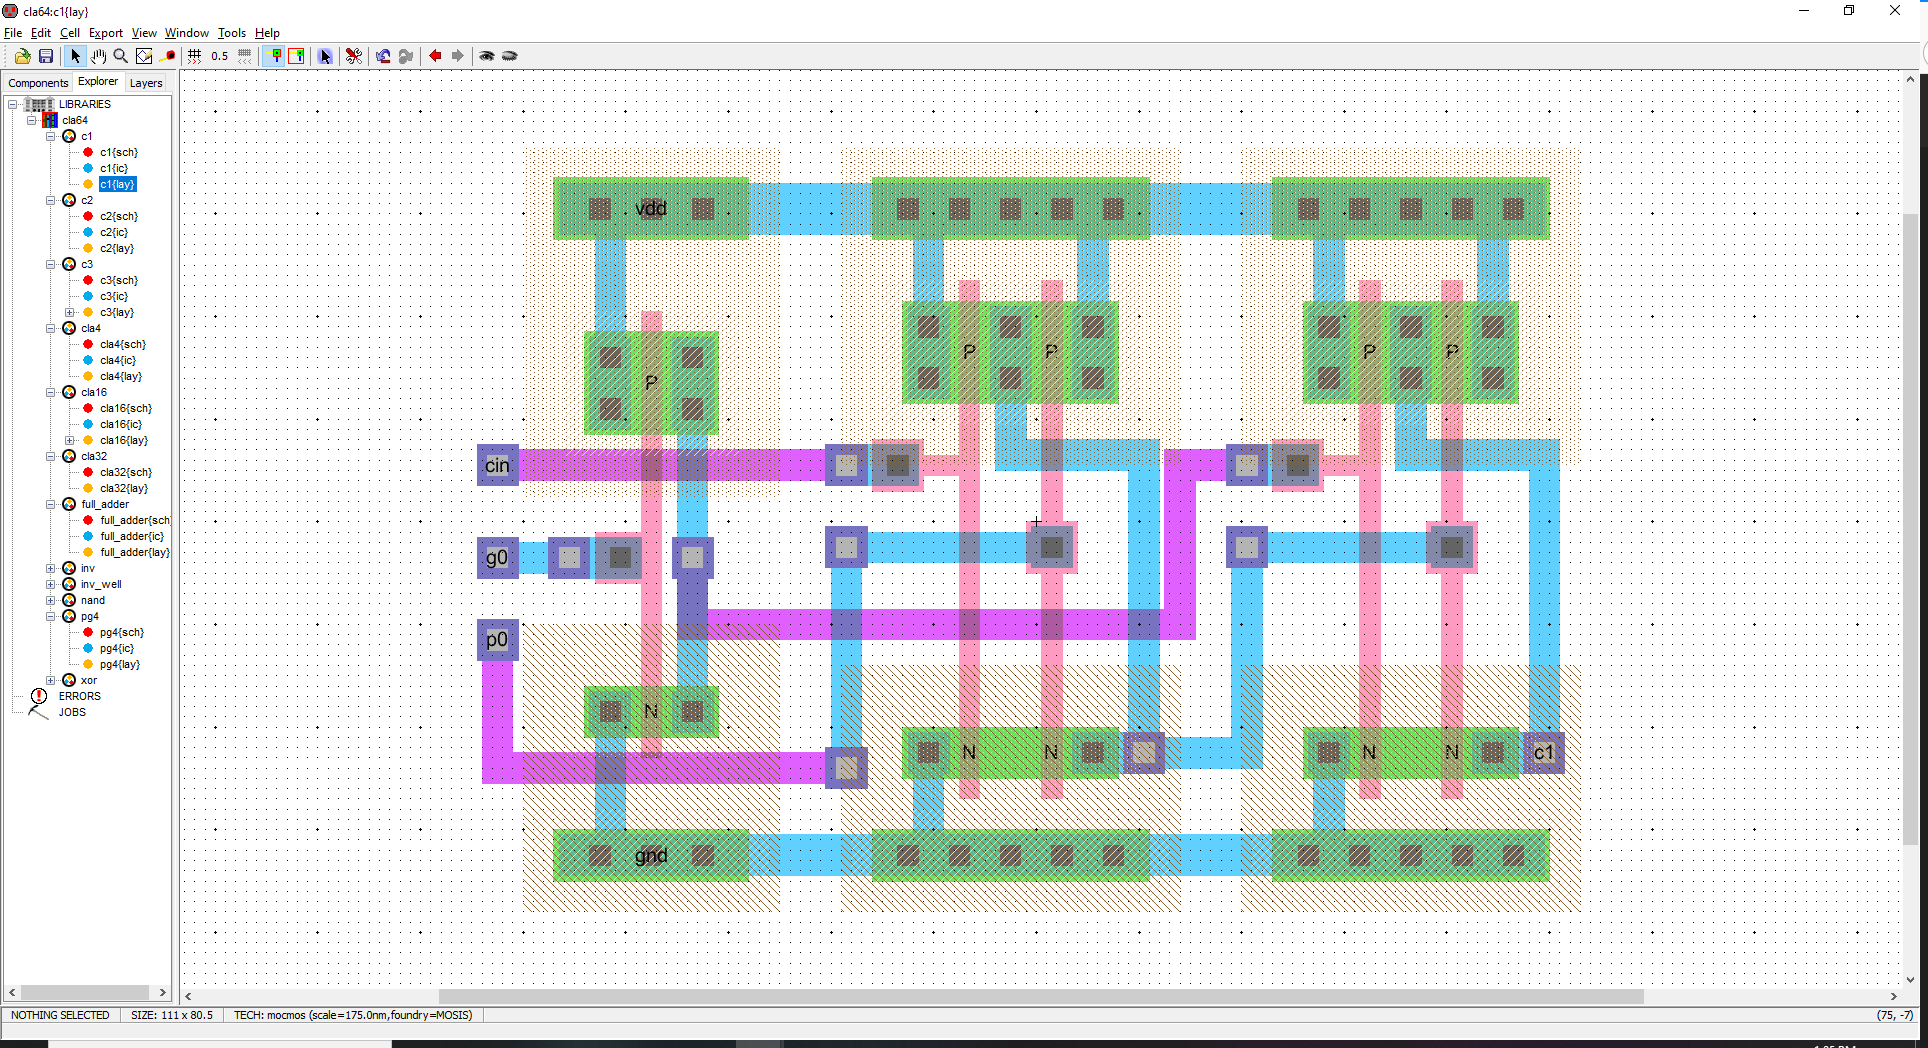 cla64:c1{lay}
File Edit Cell Export View Window Tools Help
0.5
Components Explorer Layers
LIBRARIES
cla64
c1
c1{sch}
c1{ic}
c1{lay}
c2
c2{sch}
c2{ic}
c2{lay}
c3
c3{sch}
c3{ic}
c3{lay}
cla4
cla4{sch}
cla4{ic}
cla4{lay}
cla16
cla16{sch}
cla16{ic}
cla16{lay}
cla32
cla32{sch}
cla32{lay}
full_adder
full_adder{sch
full_adder{ic}
full_adder{lay}
inv
inv_well
nand
pg4
pg4{sch}
pg4{ic}
pg4{lay}
xor
ERRORS
JOBS
vdd
P P P P
P
cin
g0
p0
N
N N N N c1
gnd
NOTHING SELECTED SIZE: 111 x 80.5 TECH: mocmos (scale=175.0nm,foundry=MOSIS) (75, -7)